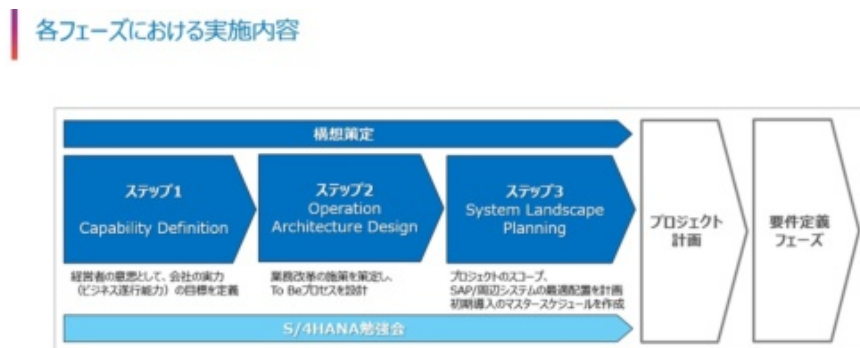 各フェーズにおける実施内容
構想策定
ステップ1
Capability Definition
ステップ2
Operation
Architecture Design
ステップ3
System Landscape
Planning
プロジェクト
計画
要件定義
フェーズ
経営者の意思として、会社の実力
（ビジネス遂行能力）の目標を定義
業務改革の施策を策定し、
To Beプロセスを設計
プロジェクトのスコープ、
SAP/周辺システムの最適配置を計画
初期導入のマスタースケジュールを作成
S/4HANA勉強会